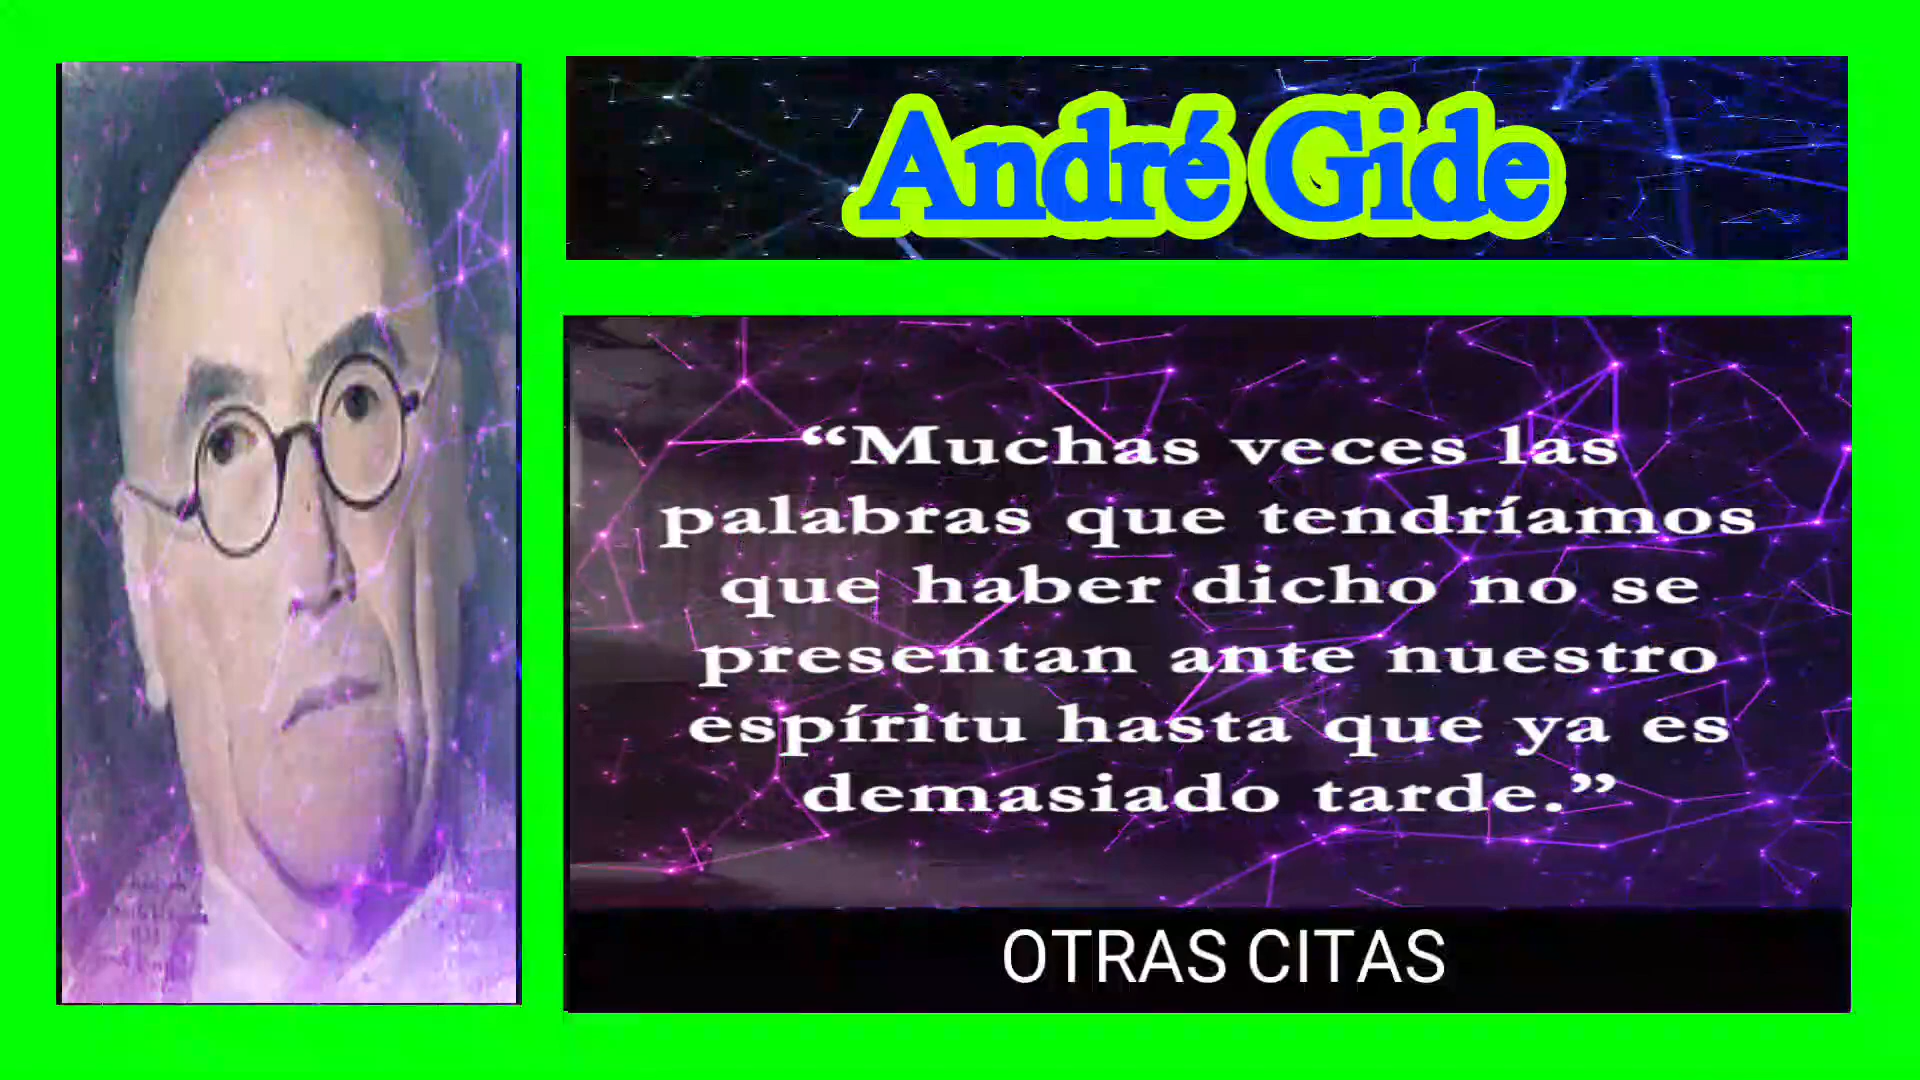 André Gide
“Muchas veces las
palabras que tendríamos
que haber dicho no se
presentan ante nuestro
espíritu hasta que ya es
demasiado tarde.”
OTRAS CITAS